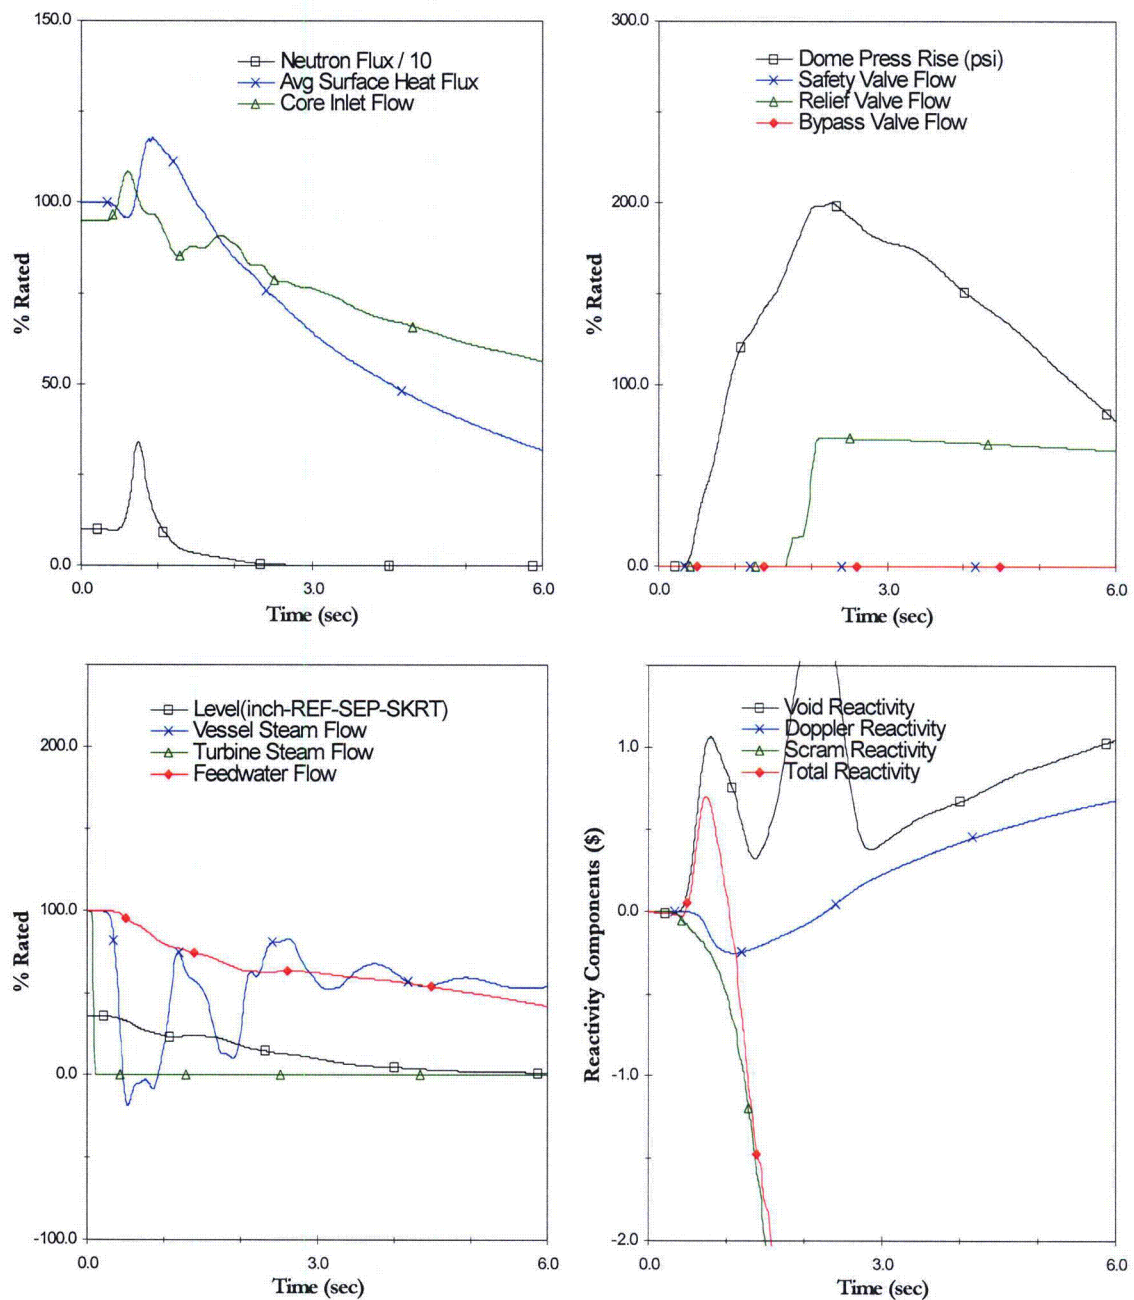 150.0
Neutron Flux / 10
Avg Surface Heat Flux
Core Inlet Flow
100.0
% Rated
50.0
0.0
0.0 3.0 6.0
Time (sec)
300.0
Dome Press Rise (psi)
Safety Valve Flow
Relief Valve Flow
Bypass Valve Flow
200.0
% Rated
100.0
0.0
0.0 3.0 6.0
Time (sec)
Level(inch-REF-SEP-SKRT)
Vessel Steam Flow
Turbine Steam Flow
Feedwater Flow
200.0
100.0
% Rated
0.0
-100.0
0.0 3.0 6.0
Time (sec)
Void Reactivity
Doppler Reactivity
Scram Reactivity
Total Reactivity
1.0
0.0
Reactivity Components ($)
-1.0
-2.0
0.0 3.0 6.0
Time (sec)